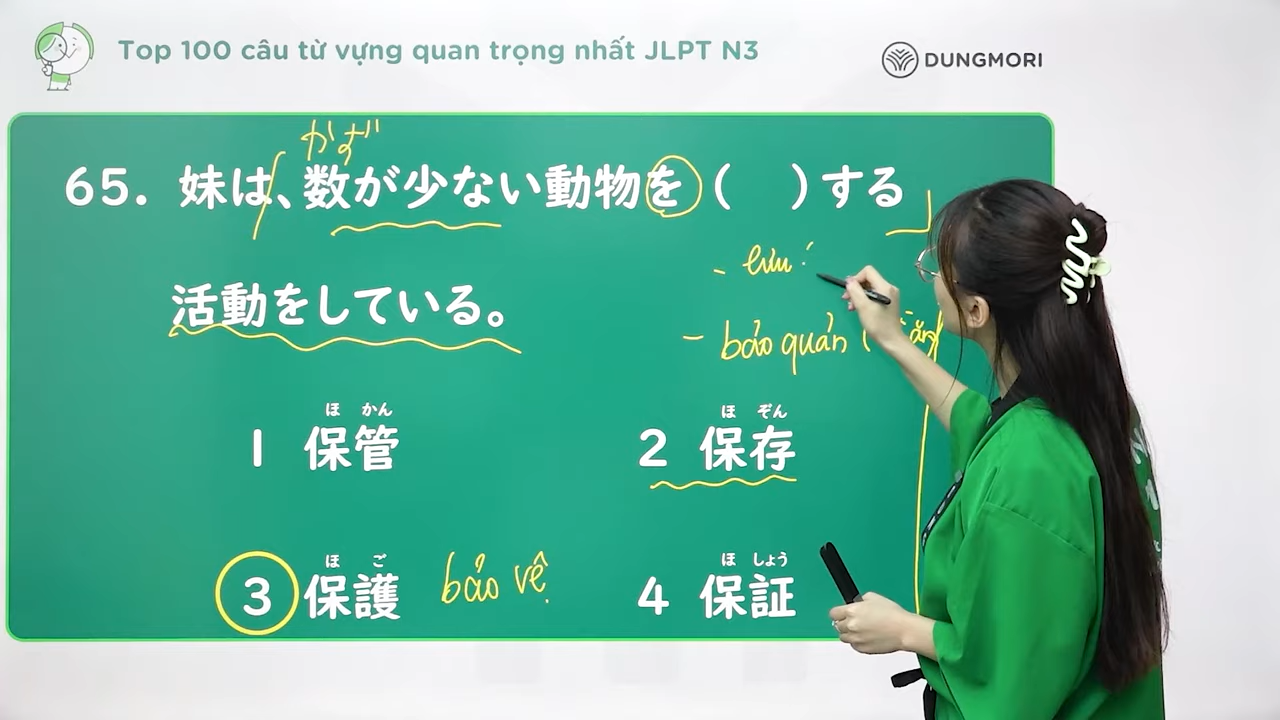 Top 100 câu từ vựng quan trọng nhất JLPT N3
DUNGMORI
かず
65. 妹は、数が少ない動物を ( ) する
- lưu
活動をしている。
- bảo quản (
ほ かん
1 保管
ほ ぞん
2 保存
ほ ご
3 保護 bảo vệ
ほ しょう
4 保証